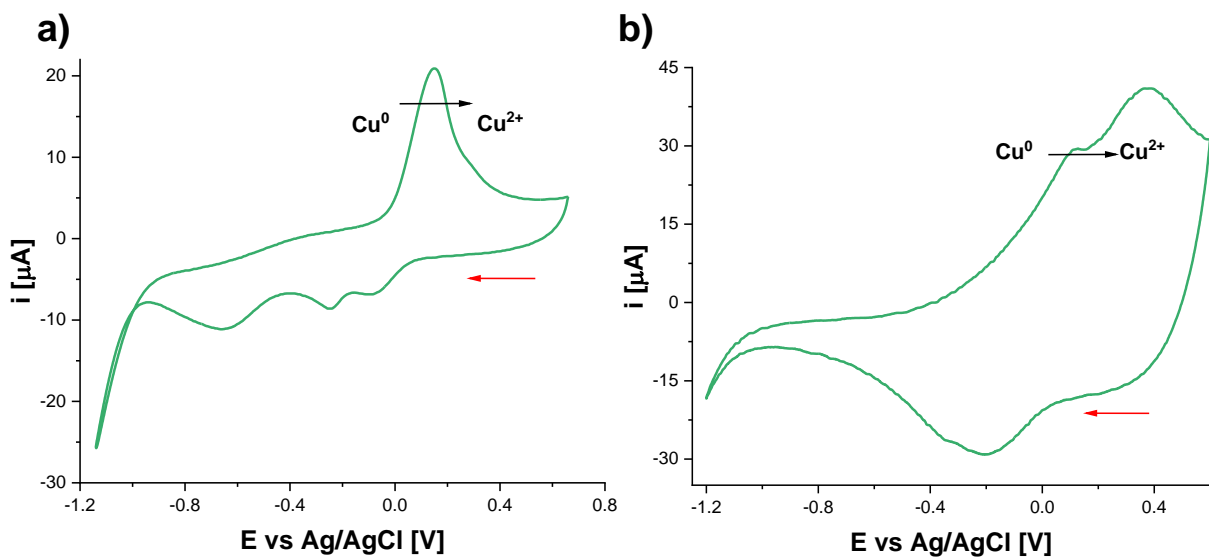 a)
20
10
0
-10
-20
-30
-1.2 -0.8 -0.4 0.0 0.4 0.8
i [μA]
E vs Ag/AgCl [V]
Cu⁰ Cu²⁺
b)
45
30
15
0
-15
-30
-1.2 -0.8 -0.4 0.0 0.4
i [μA]
E vs Ag/AgCl [V]
Cu⁰ Cu²⁺